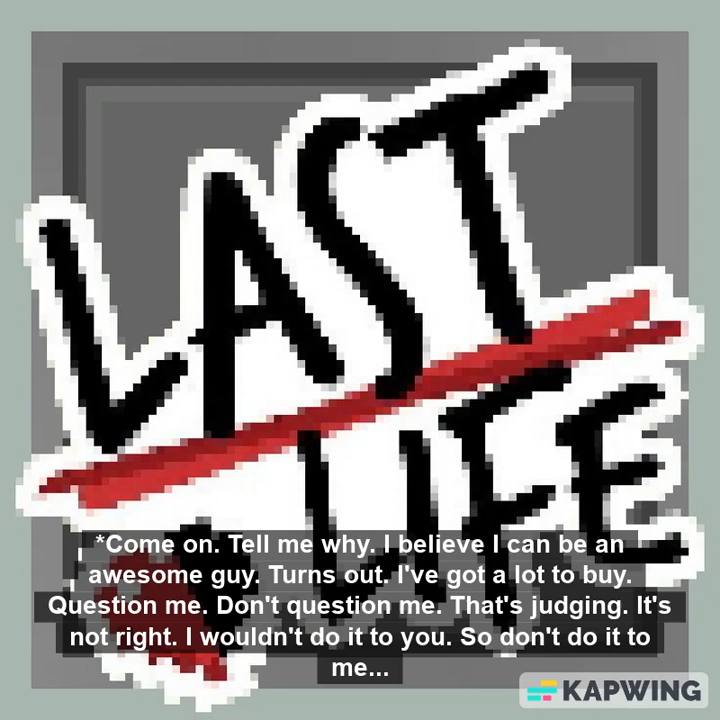 LAST
LIFE
*Come on. Tell me why. I believe I can be an
awesome guy. Turns out. I've got a lot to buy.
Question me. Don't question me. That's judging. It's
not right. I wouldn't do it to you. So don't do it to
me...
KAPWING